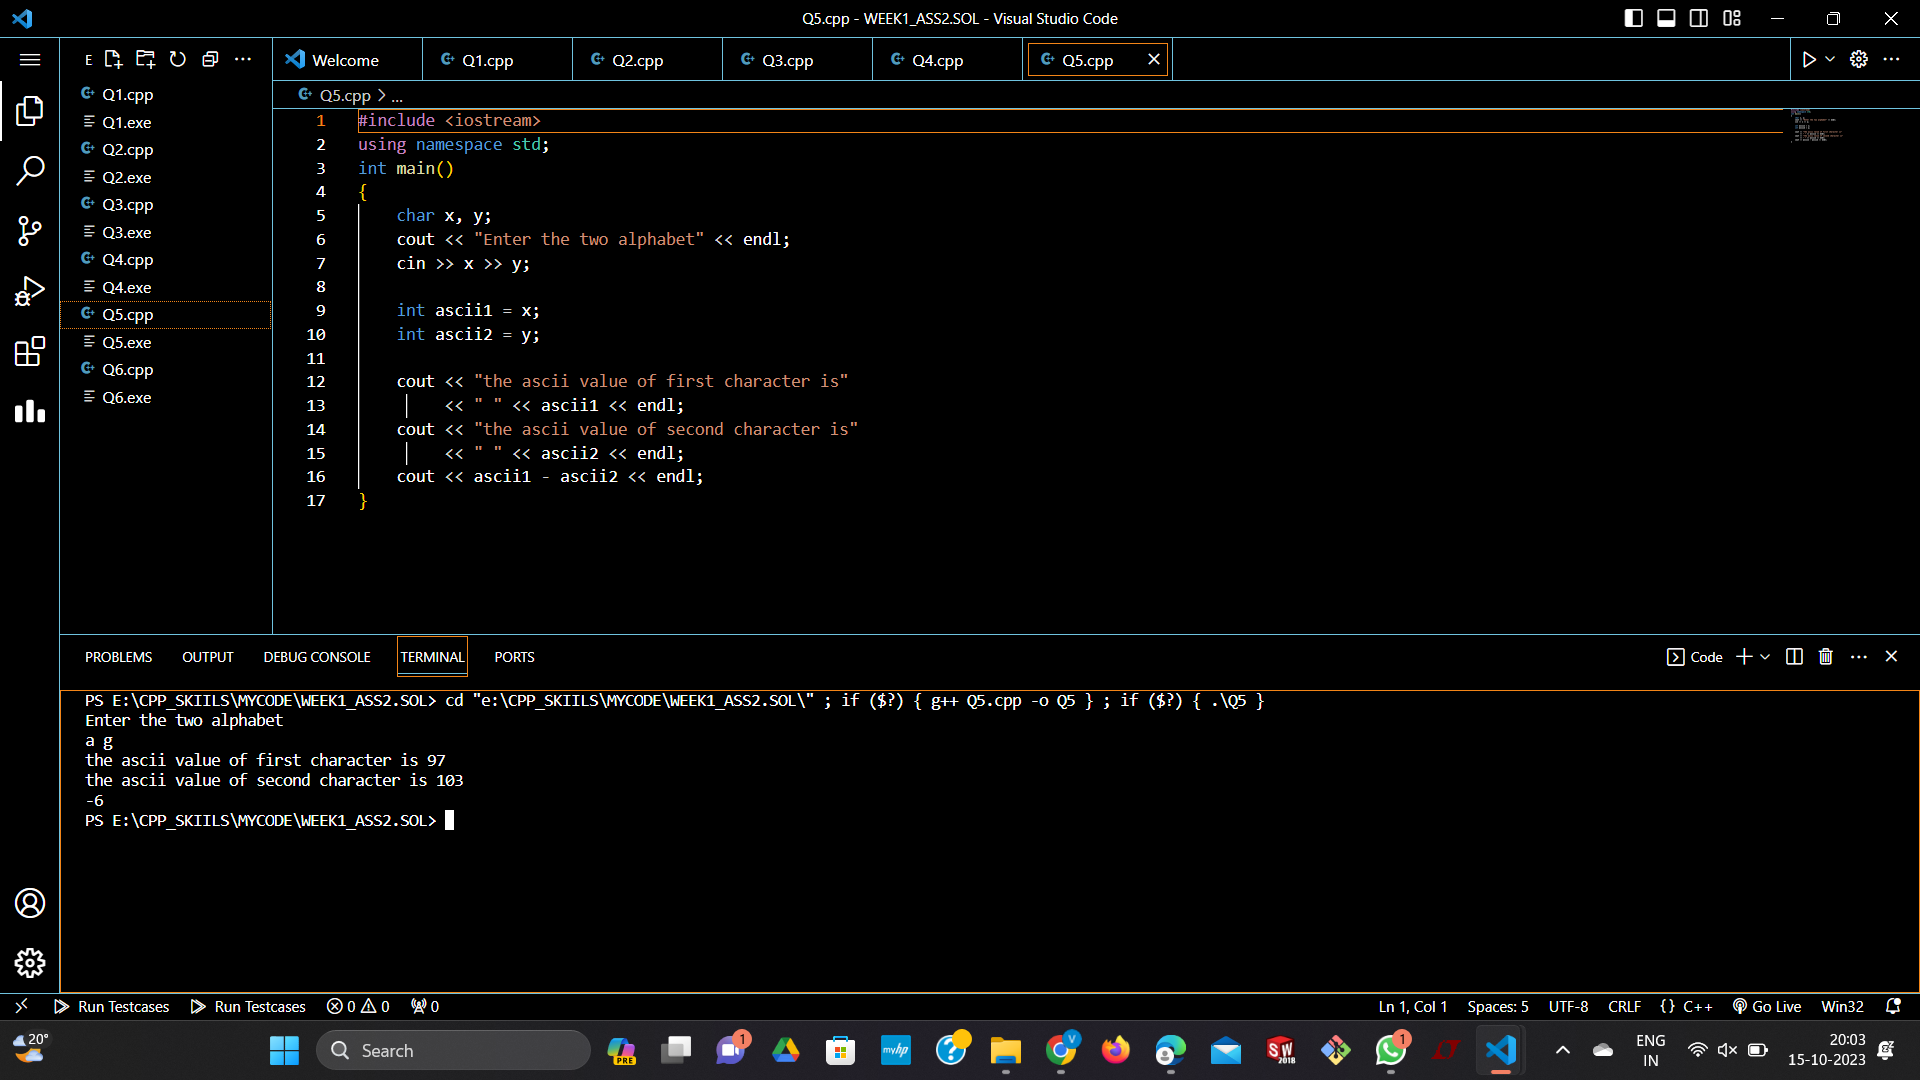 Q5.cpp - WEEK1_ASS2.SOL - Visual Studio Code
E
Welcome
Q1.cpp
Q2.cpp
Q3.cpp
Q4.cpp
Q5.cpp
Q1.cpp
Q1.exe
Q2.cpp
Q2.exe
Q3.cpp
Q3.exe
Q4.cpp
Q4.exe
Q5.cpp
Q5.exe
Q6.cpp
Q6.exe
Q5.cpp > ...
1 #include <iostream>
2 using namespace std;
3 int main()
4 {
5 char x, y;
6 cout << "Enter the two alphabet" << endl;
7 cin >> x >> y;
8
9 int ascii1 = x;
10 int ascii2 = y;
11
12 cout << "the ascii value of first character is"
13 << " " << ascii1 << endl;
14 cout << "the ascii value of second character is"
15 << " " << ascii2 << endl;
16 cout << ascii1 - ascii2 << endl;
17 }
PROBLEMS OUTPUT DEBUG CONSOLE TERMINAL PORTS
Code
PS E:\CPP_SKIILS\MYCODE\WEEK1_ASS2.SOL> cd "e:\CPP_SKIILS\MYCODE\WEEK1_ASS2.SOL\" ; if ($?) { g++ Q5.cpp -o Q5 } ; if ($?) { .\Q5 }
Enter the two alphabet
a g
the ascii value of first character is 97
the ascii value of second character is 103
-6
PS E:\CPP_SKIILS\MYCODE\WEEK1_ASS2.SOL>
Run Testcases Run Testcases 0 0 0
Ln 1, Col 1 Spaces: 5 UTF-8 CRLF {} C++ Go Live Win32
20°
Search
PRE
1
myhp
?
V
SW
2018
1
ENG
IN
20:03
15-10-2023